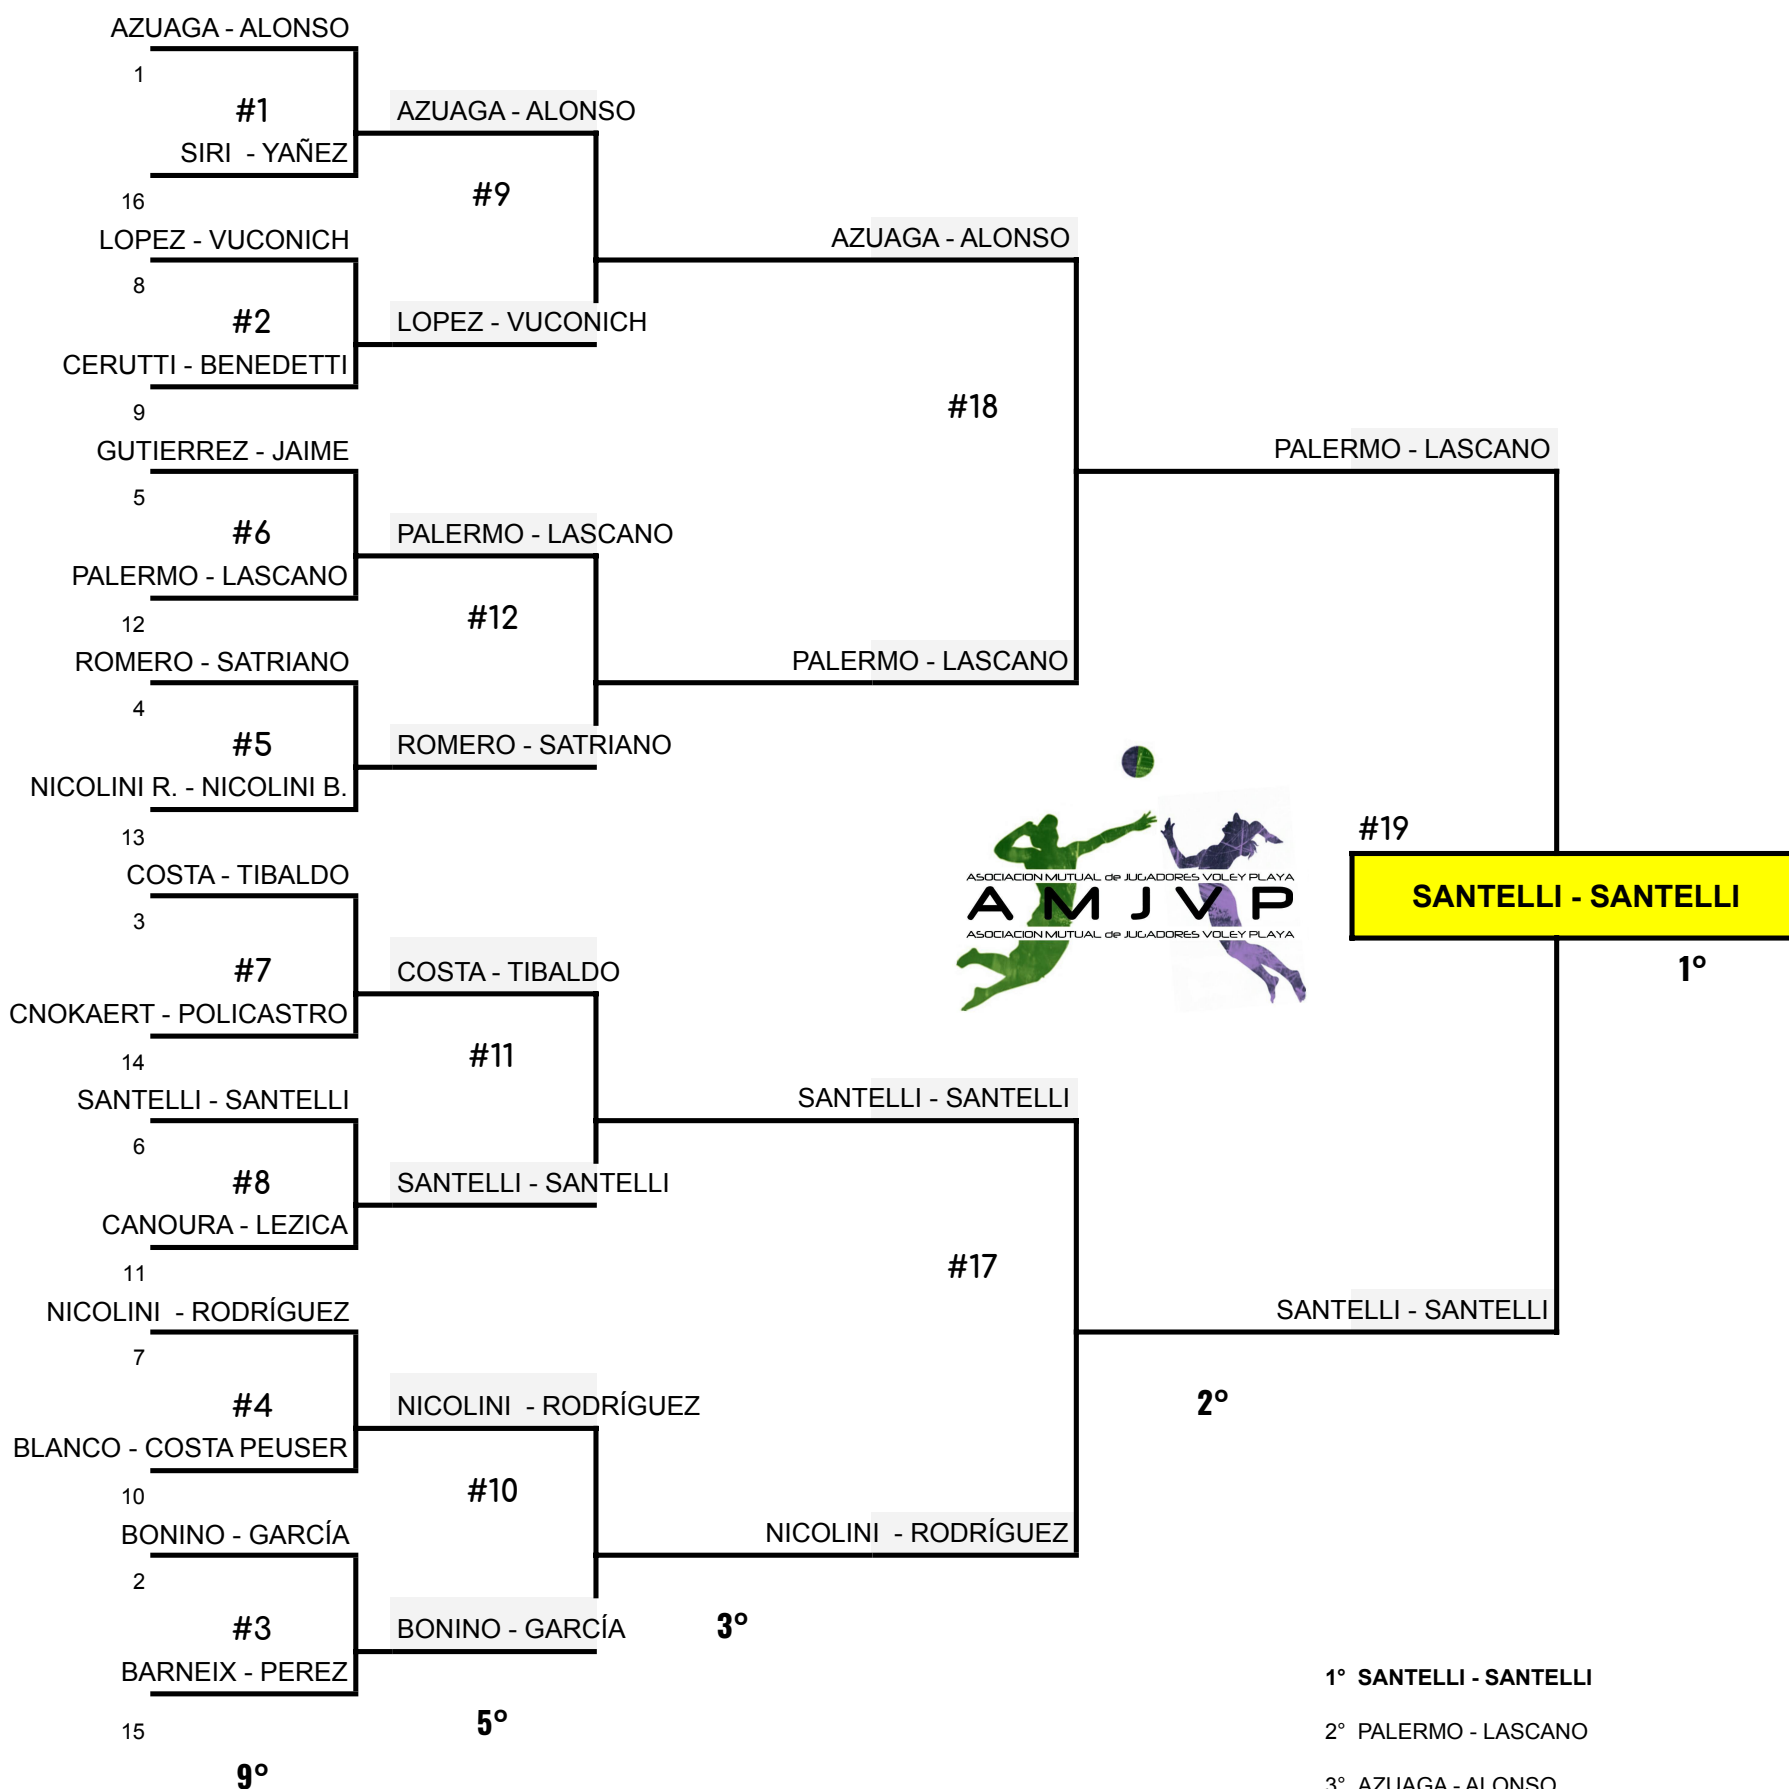 AZUAGA - ALONSO
1
#1
SIRI  - YAÑEZ
16
AZUAGA - ALONSO
#9
LOPEZ - VUCONICH
8
#2
CERUTTI - BENEDETTI
9
LOPEZ - VUCONICH
AZUAGA - ALONSO
#18
GUTIERREZ - JAIME
5
#6
PALERMO - LASCANO
12
PALERMO - LASCANO
#12
ROMERO - SATRIANO
4
#5
NICOLINI R. - NICOLINI B.
13
ROMERO - SATRIANO
PALERMO - LASCANO
PALERMO - LASCANO
ASOCIACION MUTUAL de JUGADORES VOLEY PLAYA
AMJVP
ASOCIACION MUTUAL de JUGADORES VOLEY PLAYA
#19
SANTELLI - SANTELLI
1°
COSTA - TIBALDO
3
#7
CNOKAERT - POLICASTRO
14
COSTA - TIBALDO
#11
SANTELLI - SANTELLI
6
#8
CANOURA - LEZICA
11
SANTELLI - SANTELLI
SANTELLI - SANTELLI
#17
SANTELLI - SANTELLI
2°
NICOLINI  - RODRÍGUEZ
7
#4
BLANCO - COSTA PEUSER
10
NICOLINI  - RODRÍGUEZ
#10
BONINO - GARCÍA
2
#3
BARNEIX - PEREZ
15
BONINO - GARCÍA
NICOLINI  - RODRÍGUEZ
3°
5°
9°
1° SANTELLI - SANTELLI
2° PALERMO - LASCANO
3° AZUAGA - ALONSO